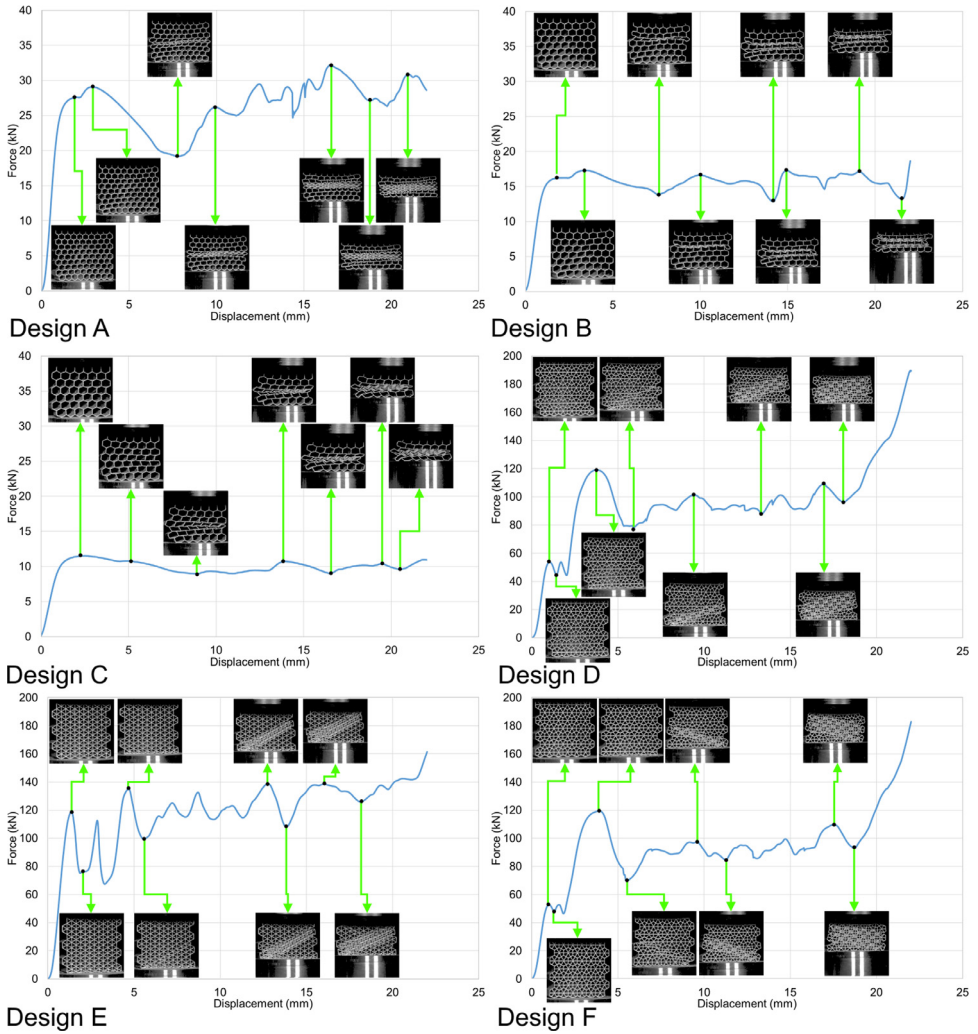 40
35
30
25
20
15
10
5
0
Force (kN)
0 5 10 15 20 25
Displacement (mm)
Design A
40
35
30
25
20
15
10
5
0
Force (kN)
0 5 10 15 20 25
Displacement (mm)
Design B
40
35
30
25
20
15
10
5
0
Force (kN)
0 5 10 15 20 25
Displacement (mm)
Design C
200
180
160
140
120
100
80
60
40
20
0
Force (kN)
0 5 10 15 20 25
Displacement (mm)
Design D
200
180
160
140
120
100
80
60
40
20
0
Force (kN)
0 5 10 15 20 25
Displacement (mm)
Design E
200
180
160
140
120
100
80
60
40
20
0
Force (kN)
0 5 10 15 20 25
Displacement (mm)
Design F